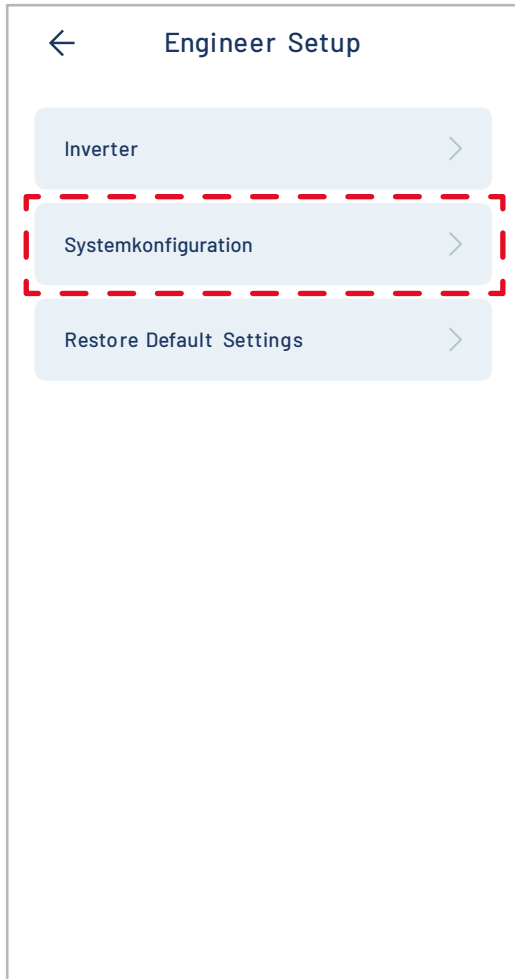 Engineer Setup
Inverter
Systemkonfiguration
Restore Default Settings